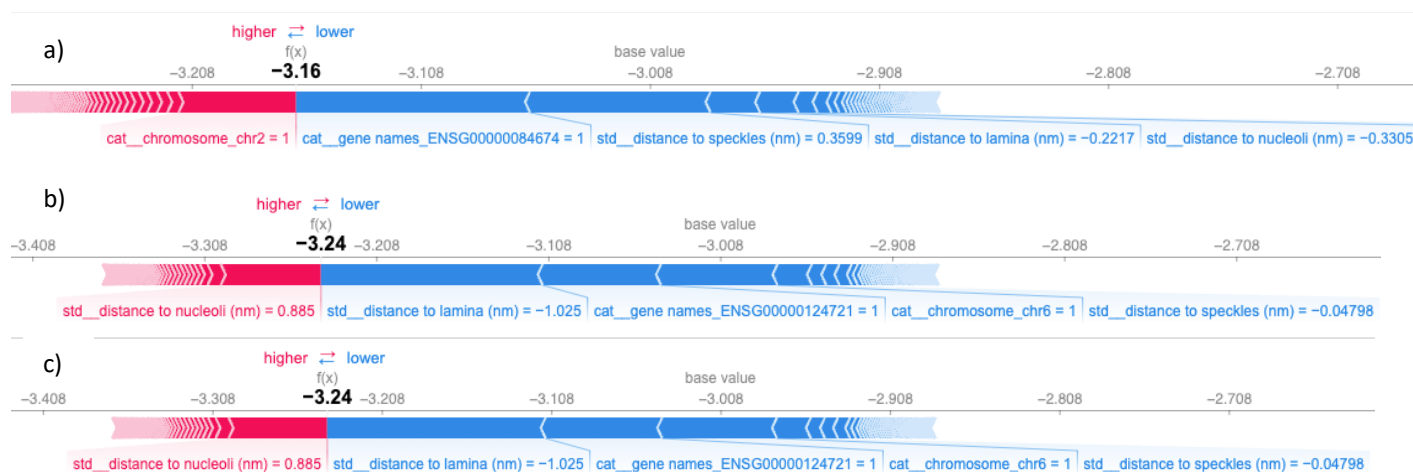 a)
higher ⇄ lower
f(x)
base value
−3.208 −3.16 −3.108 −3.008 −2.908 −2.808 −2.708
cat__chromosome_chr2 = 1 cat__gene names_ENSG00000084674 = 1 std__distance to speckles (nm) = 0.3599 std__distance to lamina (nm) = −0.2217 std__distance to nucleoli (nm) = −0.3305
b)
higher ⇄ lower
f(x)
base value
−3.408 −3.308 −3.24 −3.208 −3.108 −3.008 −2.908 −2.808 −2.708
std__distance to nucleoli (nm) = 0.885 std__distance to lamina (nm) = −1.025 cat__gene names_ENSG00000124721 = 1 cat__chromosome_chr6 = 1 std__distance to speckles (nm) = −0.04798
c)
higher ⇄ lower
f(x)
base value
−3.408 −3.308 −3.24 −3.208 −3.108 −3.008 −2.908 −2.808 −2.708
std__distance to nucleoli (nm) = 0.885 std__distance to lamina (nm) = −1.025 cat__gene names_ENSG00000124721 = 1 cat__chromosome_chr6 = 1 std__distance to speckles (nm) = −0.04798